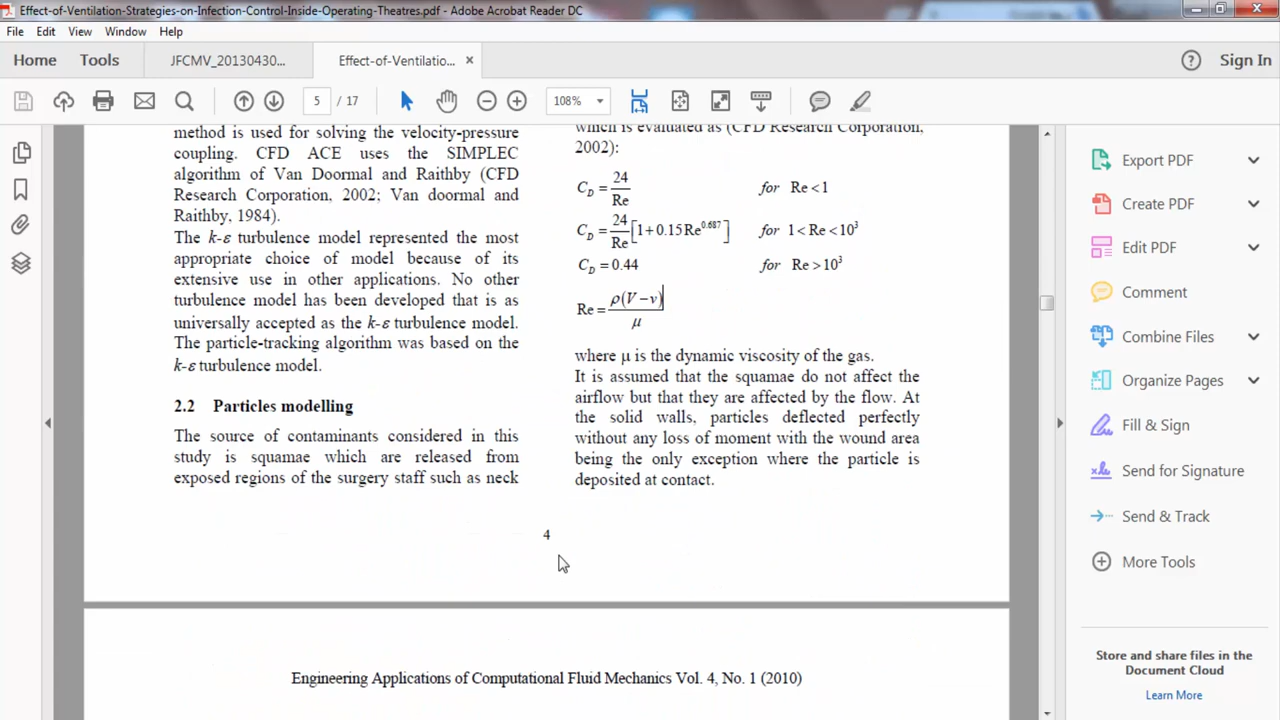 Effect-of-Ventilation-Strategies-on-Infection-Control-Inside-Operating-Theatres.pdf - Adobe Acrobat Reader DC
File Edit View Window Help
Home Tools JFCMV_20130430... Effect-of-Ventilatio... × ? Sign In
5 / 17 108%
method is used for solving the velocity-pressure
coupling. CFD ACE uses the SIMPLEC
algorithm of Van Doormal and Raithby (CFD
Research Corporation, 2002; Van doormal and
Raithby, 1984).
The k-ε turbulence model represented the most
appropriate choice of model because of its
extensive use in other applications. No other
turbulence model has been developed that is as
universally accepted as the k-ε turbulence model.
The particle-tracking algorithm was based on the
k-ε turbulence model.
2.2 Particles modelling
The source of contaminants considered in this
study is squamae which are released from
exposed regions of the surgery staff such as neck
which is evaluated as (CFD Research Corporation,
2002):
C_D = 24/Re for Re < 1
C_D = 24/Re [1 + 0.15 Re^0.687] for 1 < Re < 10³
C_D = 0.44 for Re > 10³
Re = ρ(V − v)/μ
where μ is the dynamic viscosity of the gas.
It is assumed that the squamae do not affect the
airflow but that they are affected by the flow. At
the solid walls, particles deflected perfectly
without any loss of moment with the wound area
being the only exception where the particle is
deposited at contact.
4
Engineering Applications of Computational Fluid Mechanics Vol. 4, No. 1 (2010)
Export PDF
Create PDF
Edit PDF
Comment
Combine Files
Organize Pages
Fill & Sign
Send for Signature
Send & Track
More Tools
Store and share files in the
Document Cloud
Learn More